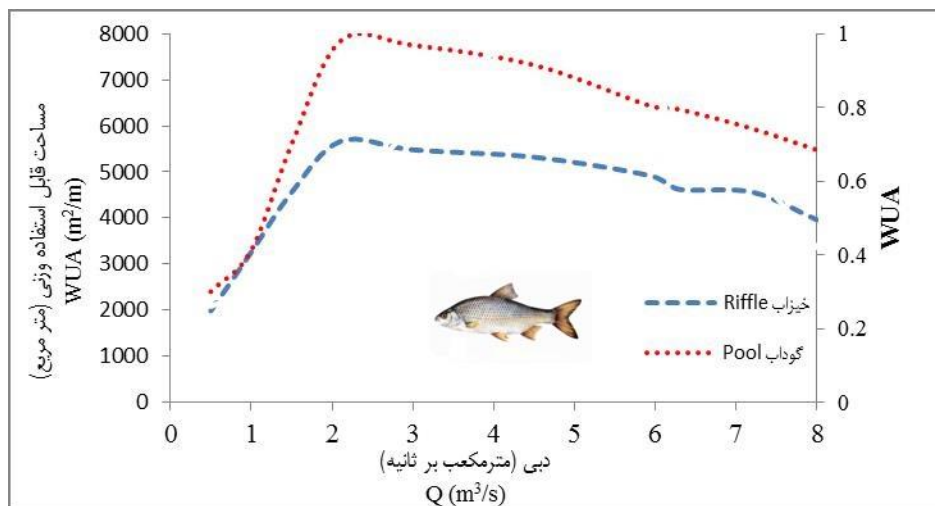 مساحت قابل استفاده وزنی (متر مربع)
WUA (m²/m)
8000
7000
6000
5000
4000
3000
2000
1000
0
1
0.8
0.6
0.4
0.2
0
WUA
Riffle خیزاب
Pool گوداب
0 1 2 3 4 5 6 7 8
دبی (مترمکعب بر ثانیه)
Q (m³/s)